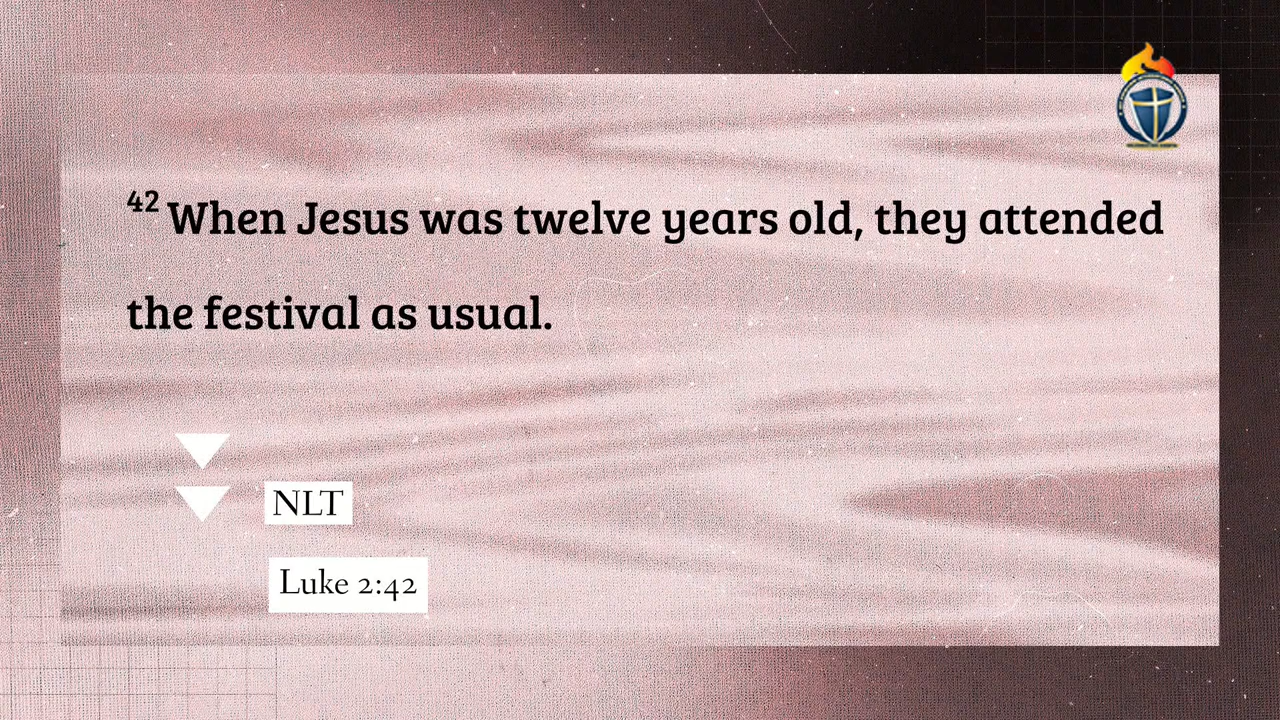 42 When Jesus was twelve years old, they attended
the festival as usual.
NLT
Luke 2:42